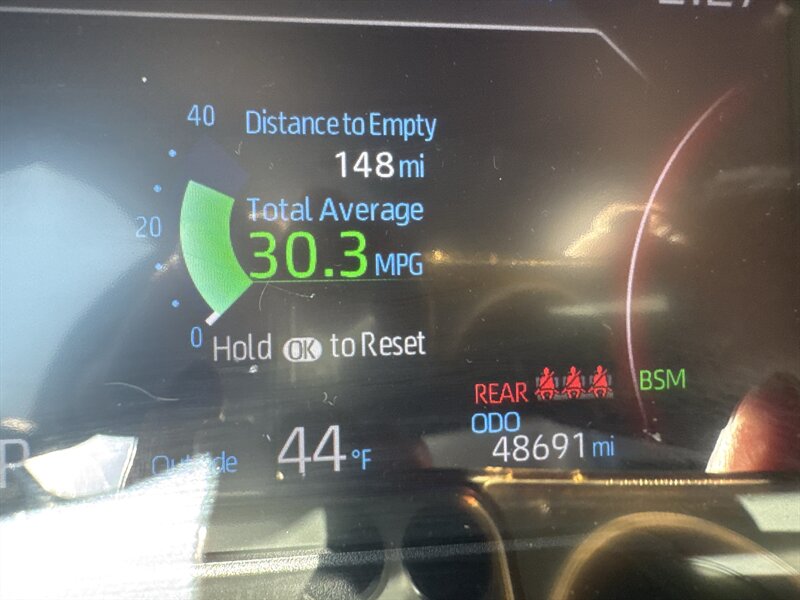 40
Distance to Empty
148 mi
Total Average
20
30.3 MPG
0
Hold OK to Reset
REAR
BSM
ODO
48691 mi
P
Outside 44 °F